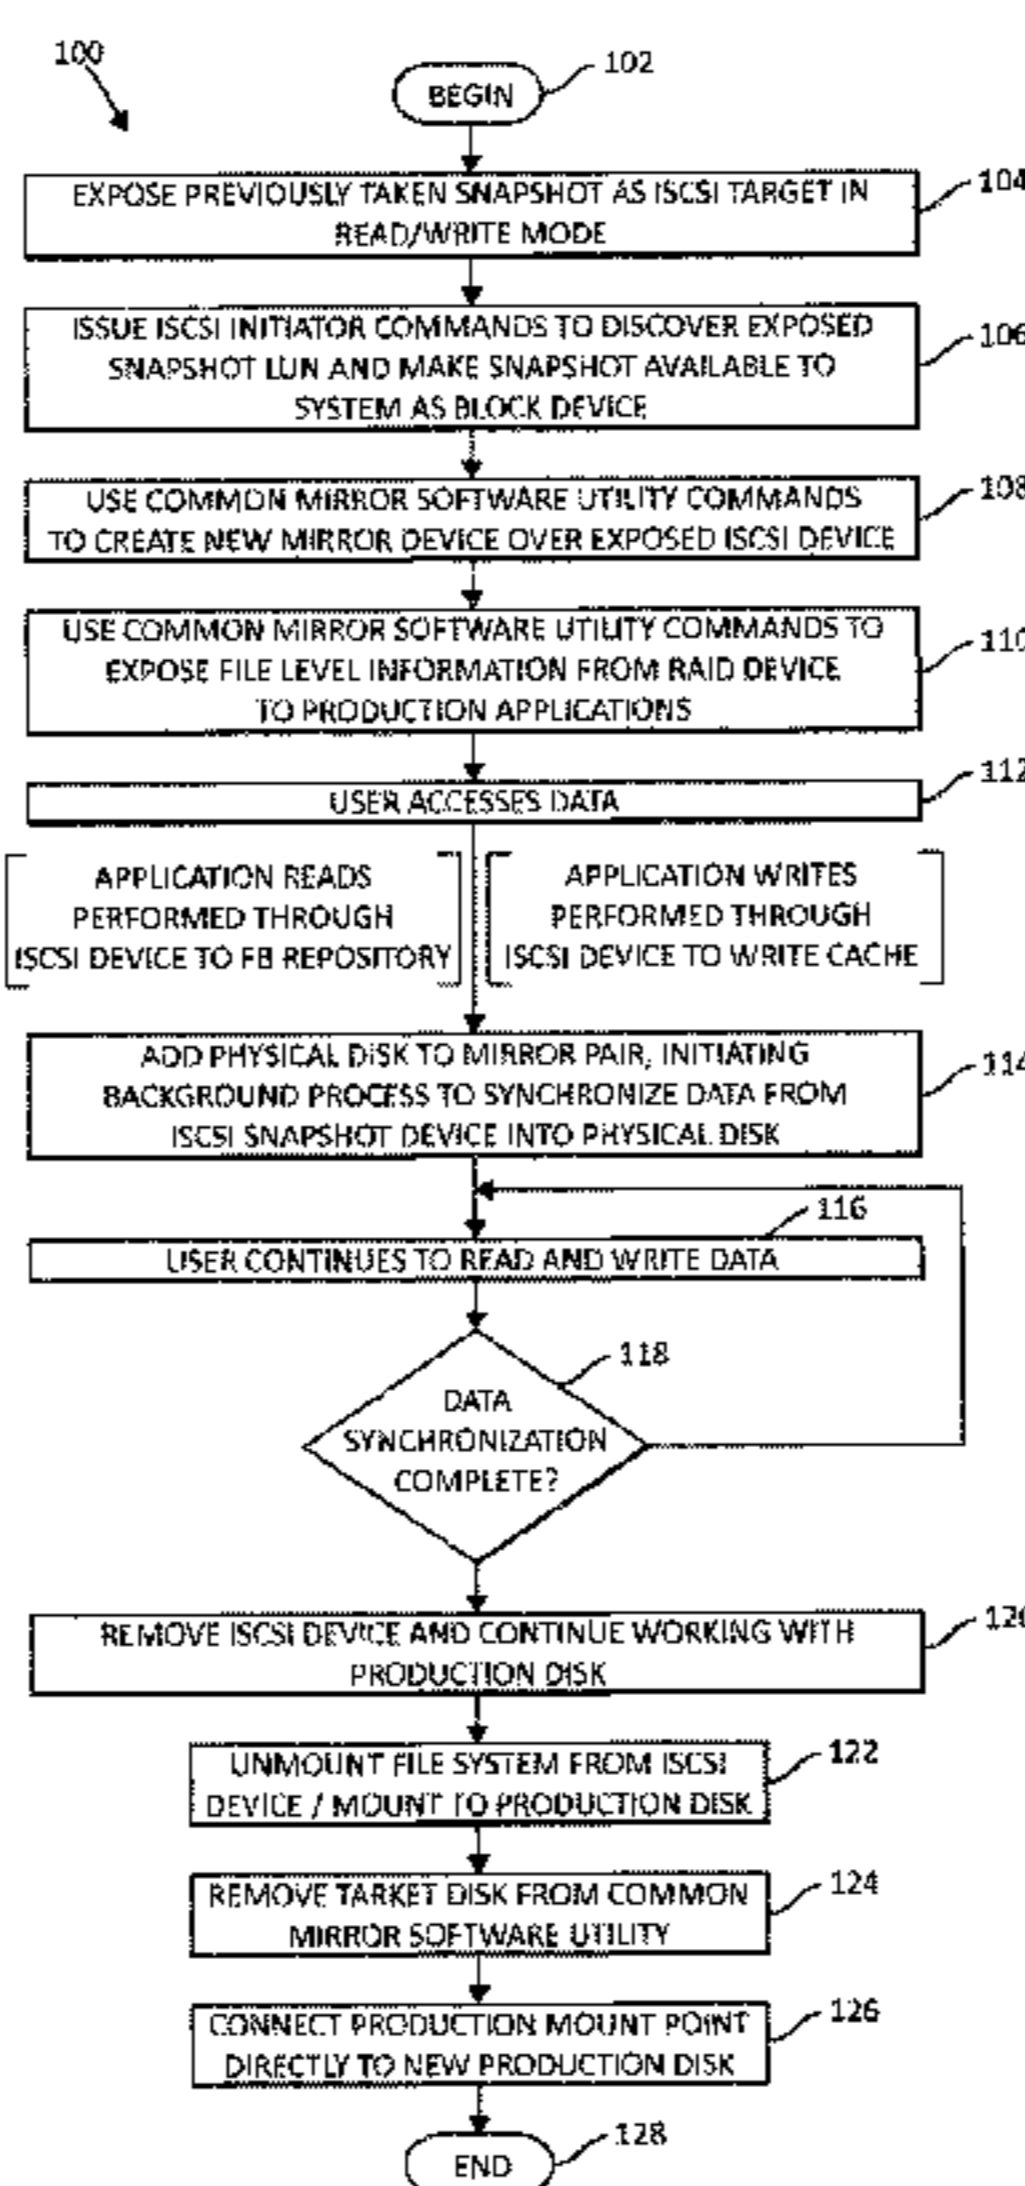 100
102
BEGIN
EXPOSE PREVIOUSLY TAKEN SNAPSHOT AS ISCSI TARGET IN
READ/WRITE MODE
104
ISSUE ISCSI INITIATOR COMMANDS TO DISCOVER EXPOSED
SNAPSHOT LUN AND MAKE SNAPSHOT AVAILABLE TO
SYSTEM AS BLOCK DEVICE
106
USE COMMON MIRROR SOFTWARE UTILITY COMMANDS
TO CREATE NEW MIRROR DEVICE OVER EXPOSED ISCSI DEVICE
108
USE COMMON MIRROR SOFTWARE UTILITY COMMANDS TO
EXPOSE FILE LEVEL INFORMATION FROM RAID DEVICE
TO PRODUCTION APPLICATIONS
110
USER ACCESSES DATA
112
APPLICATION READS
PERFORMED THROUGH
ISCSI DEVICE TO FB REPOSITORY
APPLICATION WRITES
PERFORMED THROUGH
ISCSI DEVICE TO WRITE CACHE
ADD PHYSICAL DISK TO MIRROR PAIR, INITIATING
BACKGROUND PROCESS TO SYNCHRONIZE DATA FROM
ISCSI SNAPSHOT DEVICE INTO PHYSICAL DISK
114
116
USER CONTINUES TO READ AND WRITE DATA
118
DATA
SYNCHRONIZATION
COMPLETE?
REMOVE ISCSI DEVICE AND CONTINUE WORKING WITH
PRODUCTION DISK
120
UNMOUNT FILE SYSTEM FROM ISCSI
DEVICE / MOUNT TO PRODUCTION DISK
122
REMOVE TARKET DISK FROM COMMON
MIRROR SOFTWARE UTILITY
124
CONNECT PRODUCTION MOUNT POINT
DIRECTLY TO NEW PRODUCTION DISK
126
128
END